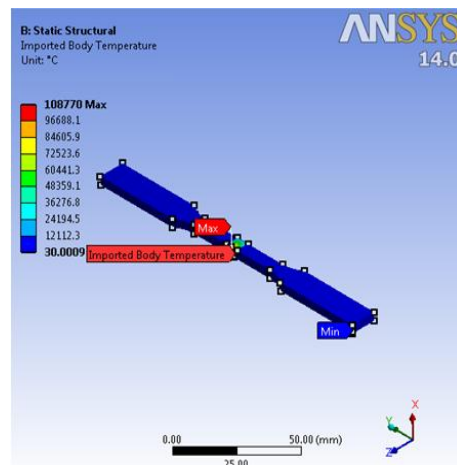 B: Static Structural
Imported Body Temperature
Unit: °C
ANSYS
14.0
108770 Max
96688.1
84605.9
72523.6
60441.3
48359.1
36276.8
24194.5
12112.3
30.0009
Max
Imported Body Temperature
Min
0.00 50.00 (mm)
25.00
X
Y
Z